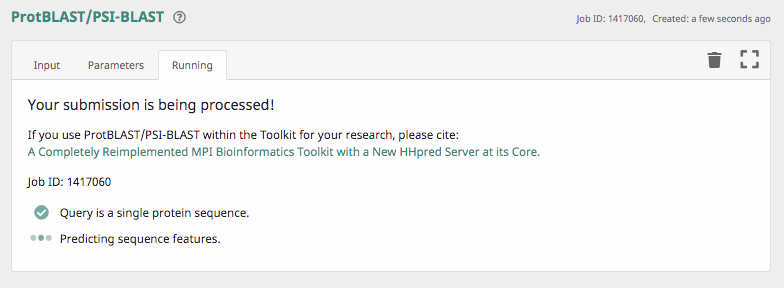 ProtBLAST/PSI-BLAST
Job ID: 1417060, Created: a few seconds ago
Input Parameters Running
Your submission is being processed!
If you use ProtBLAST/PSI-BLAST within the Toolkit for your research, please cite:
A Completely Reimplemented MPI Bioinformatics Toolkit with a New HHpred Server at its Core.
Job ID: 1417060
Query is a single protein sequence.
Predicting sequence features.